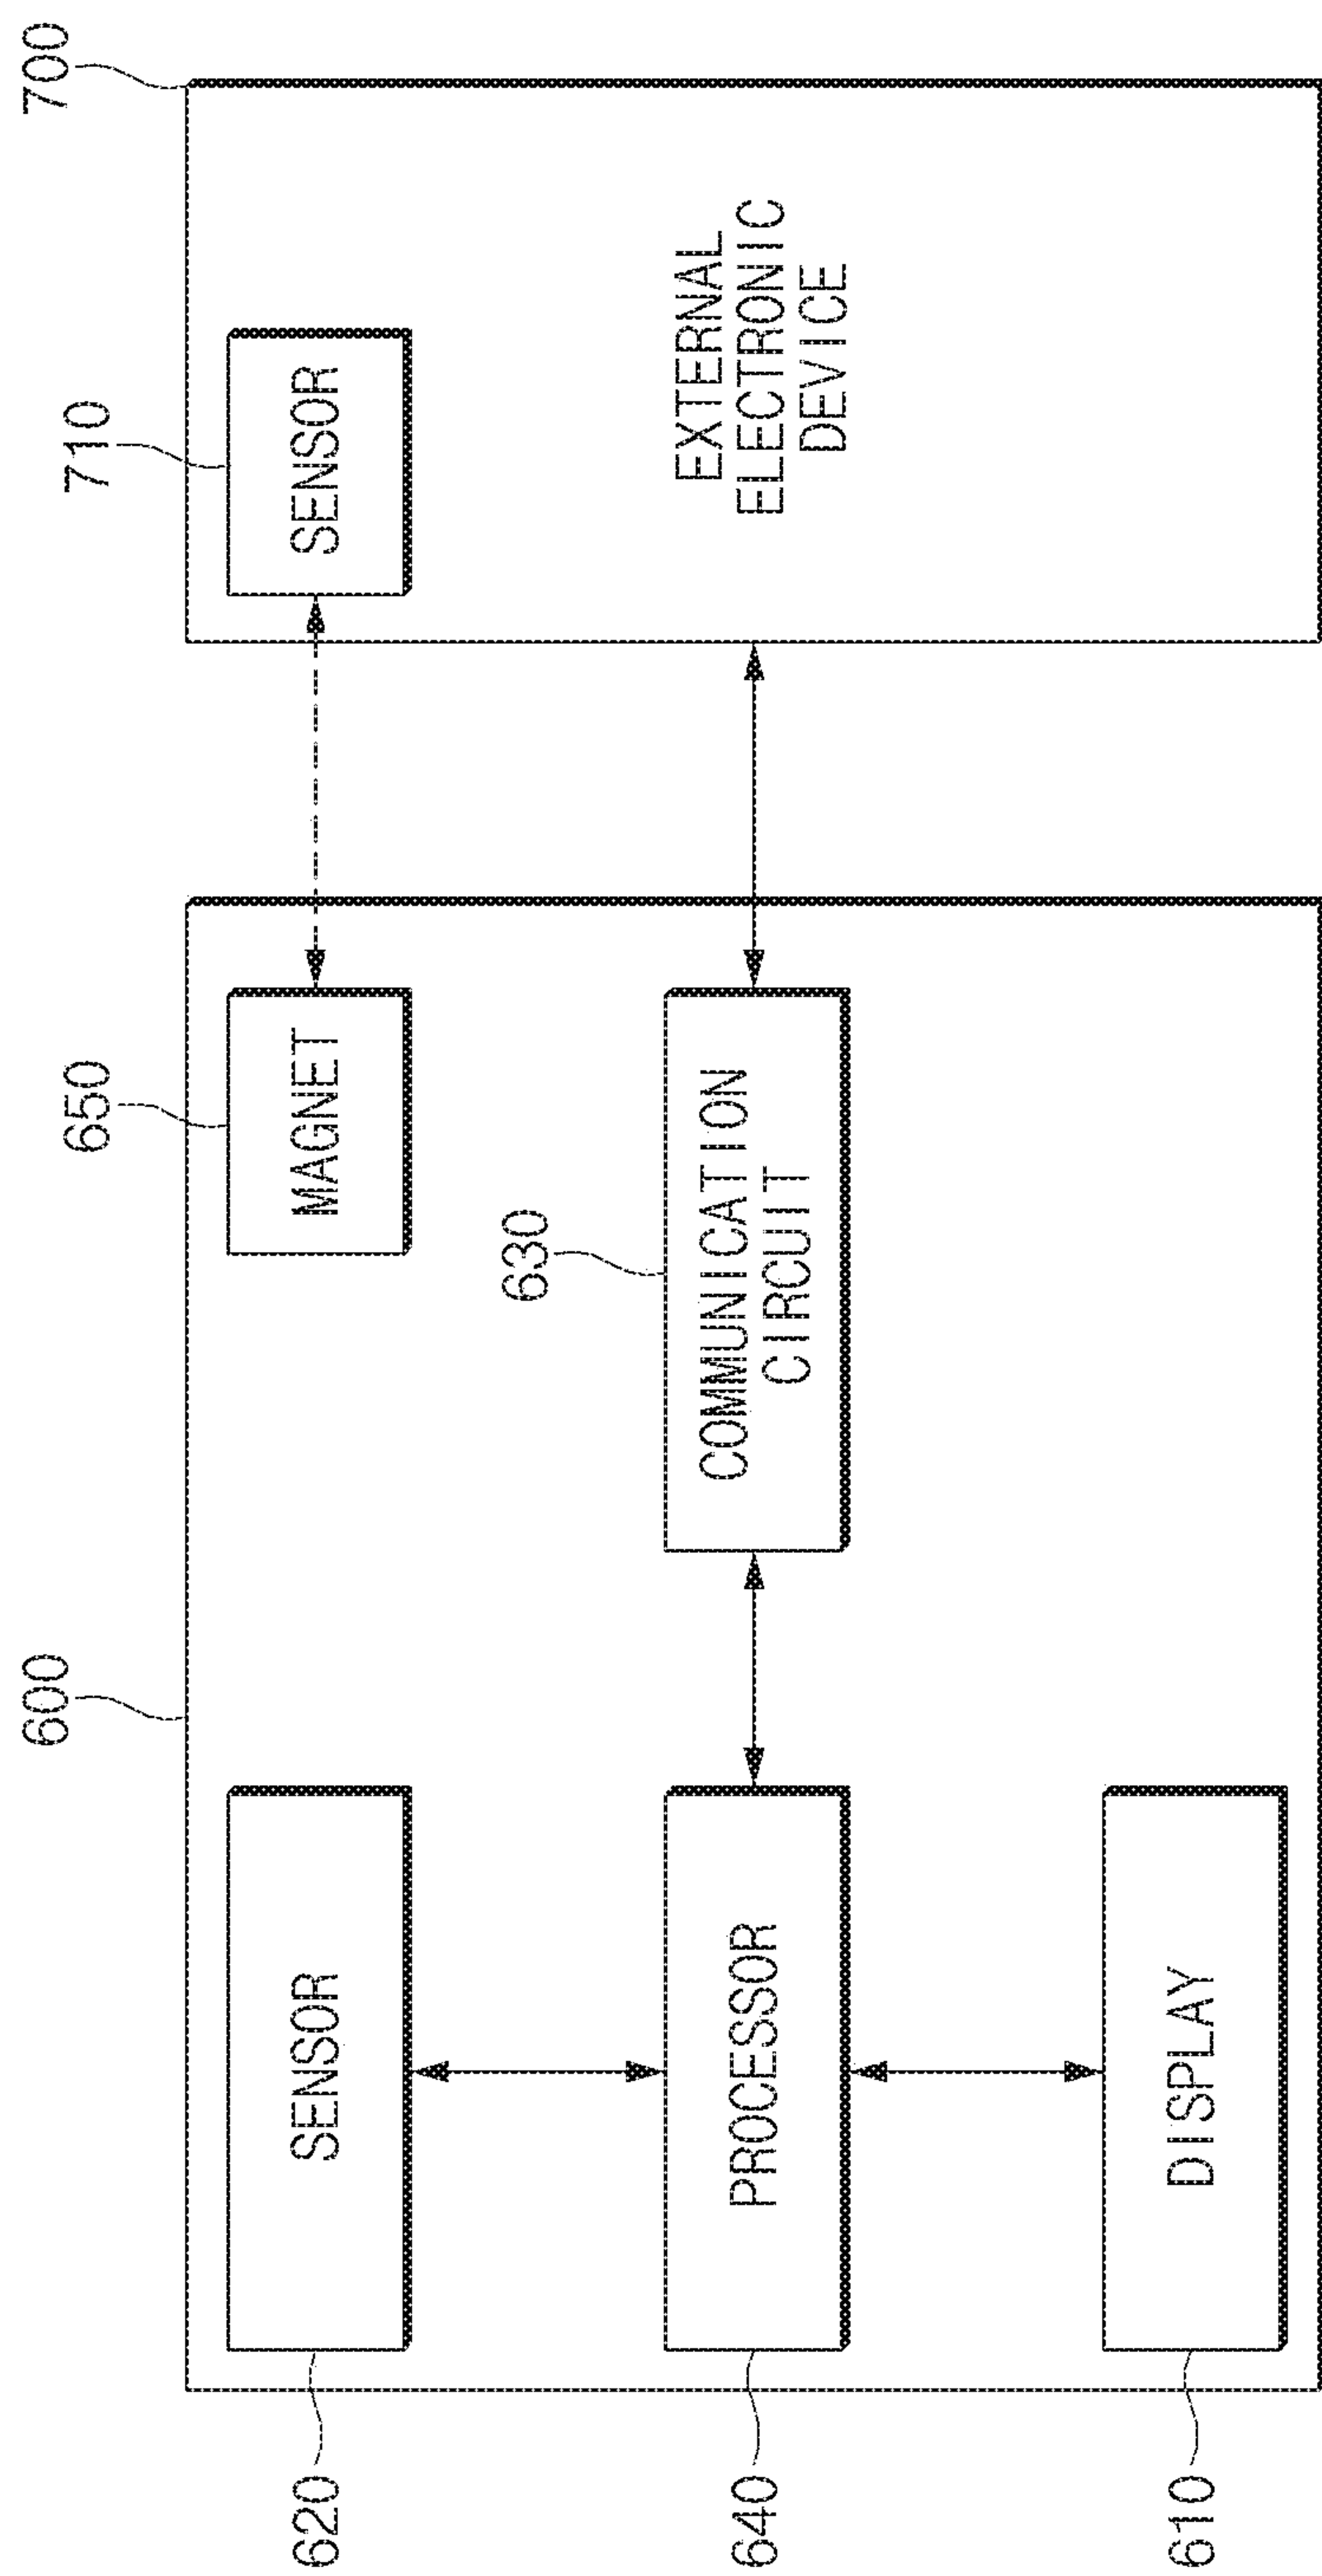 600
700
650
710
SENSOR
MAGNET
SENSOR
620
630
PROCESSOR
COMMUNICATION
CIRCUIT
EXTERNAL
ELECTRONIC
DEVICE
640
DISPLAY
610